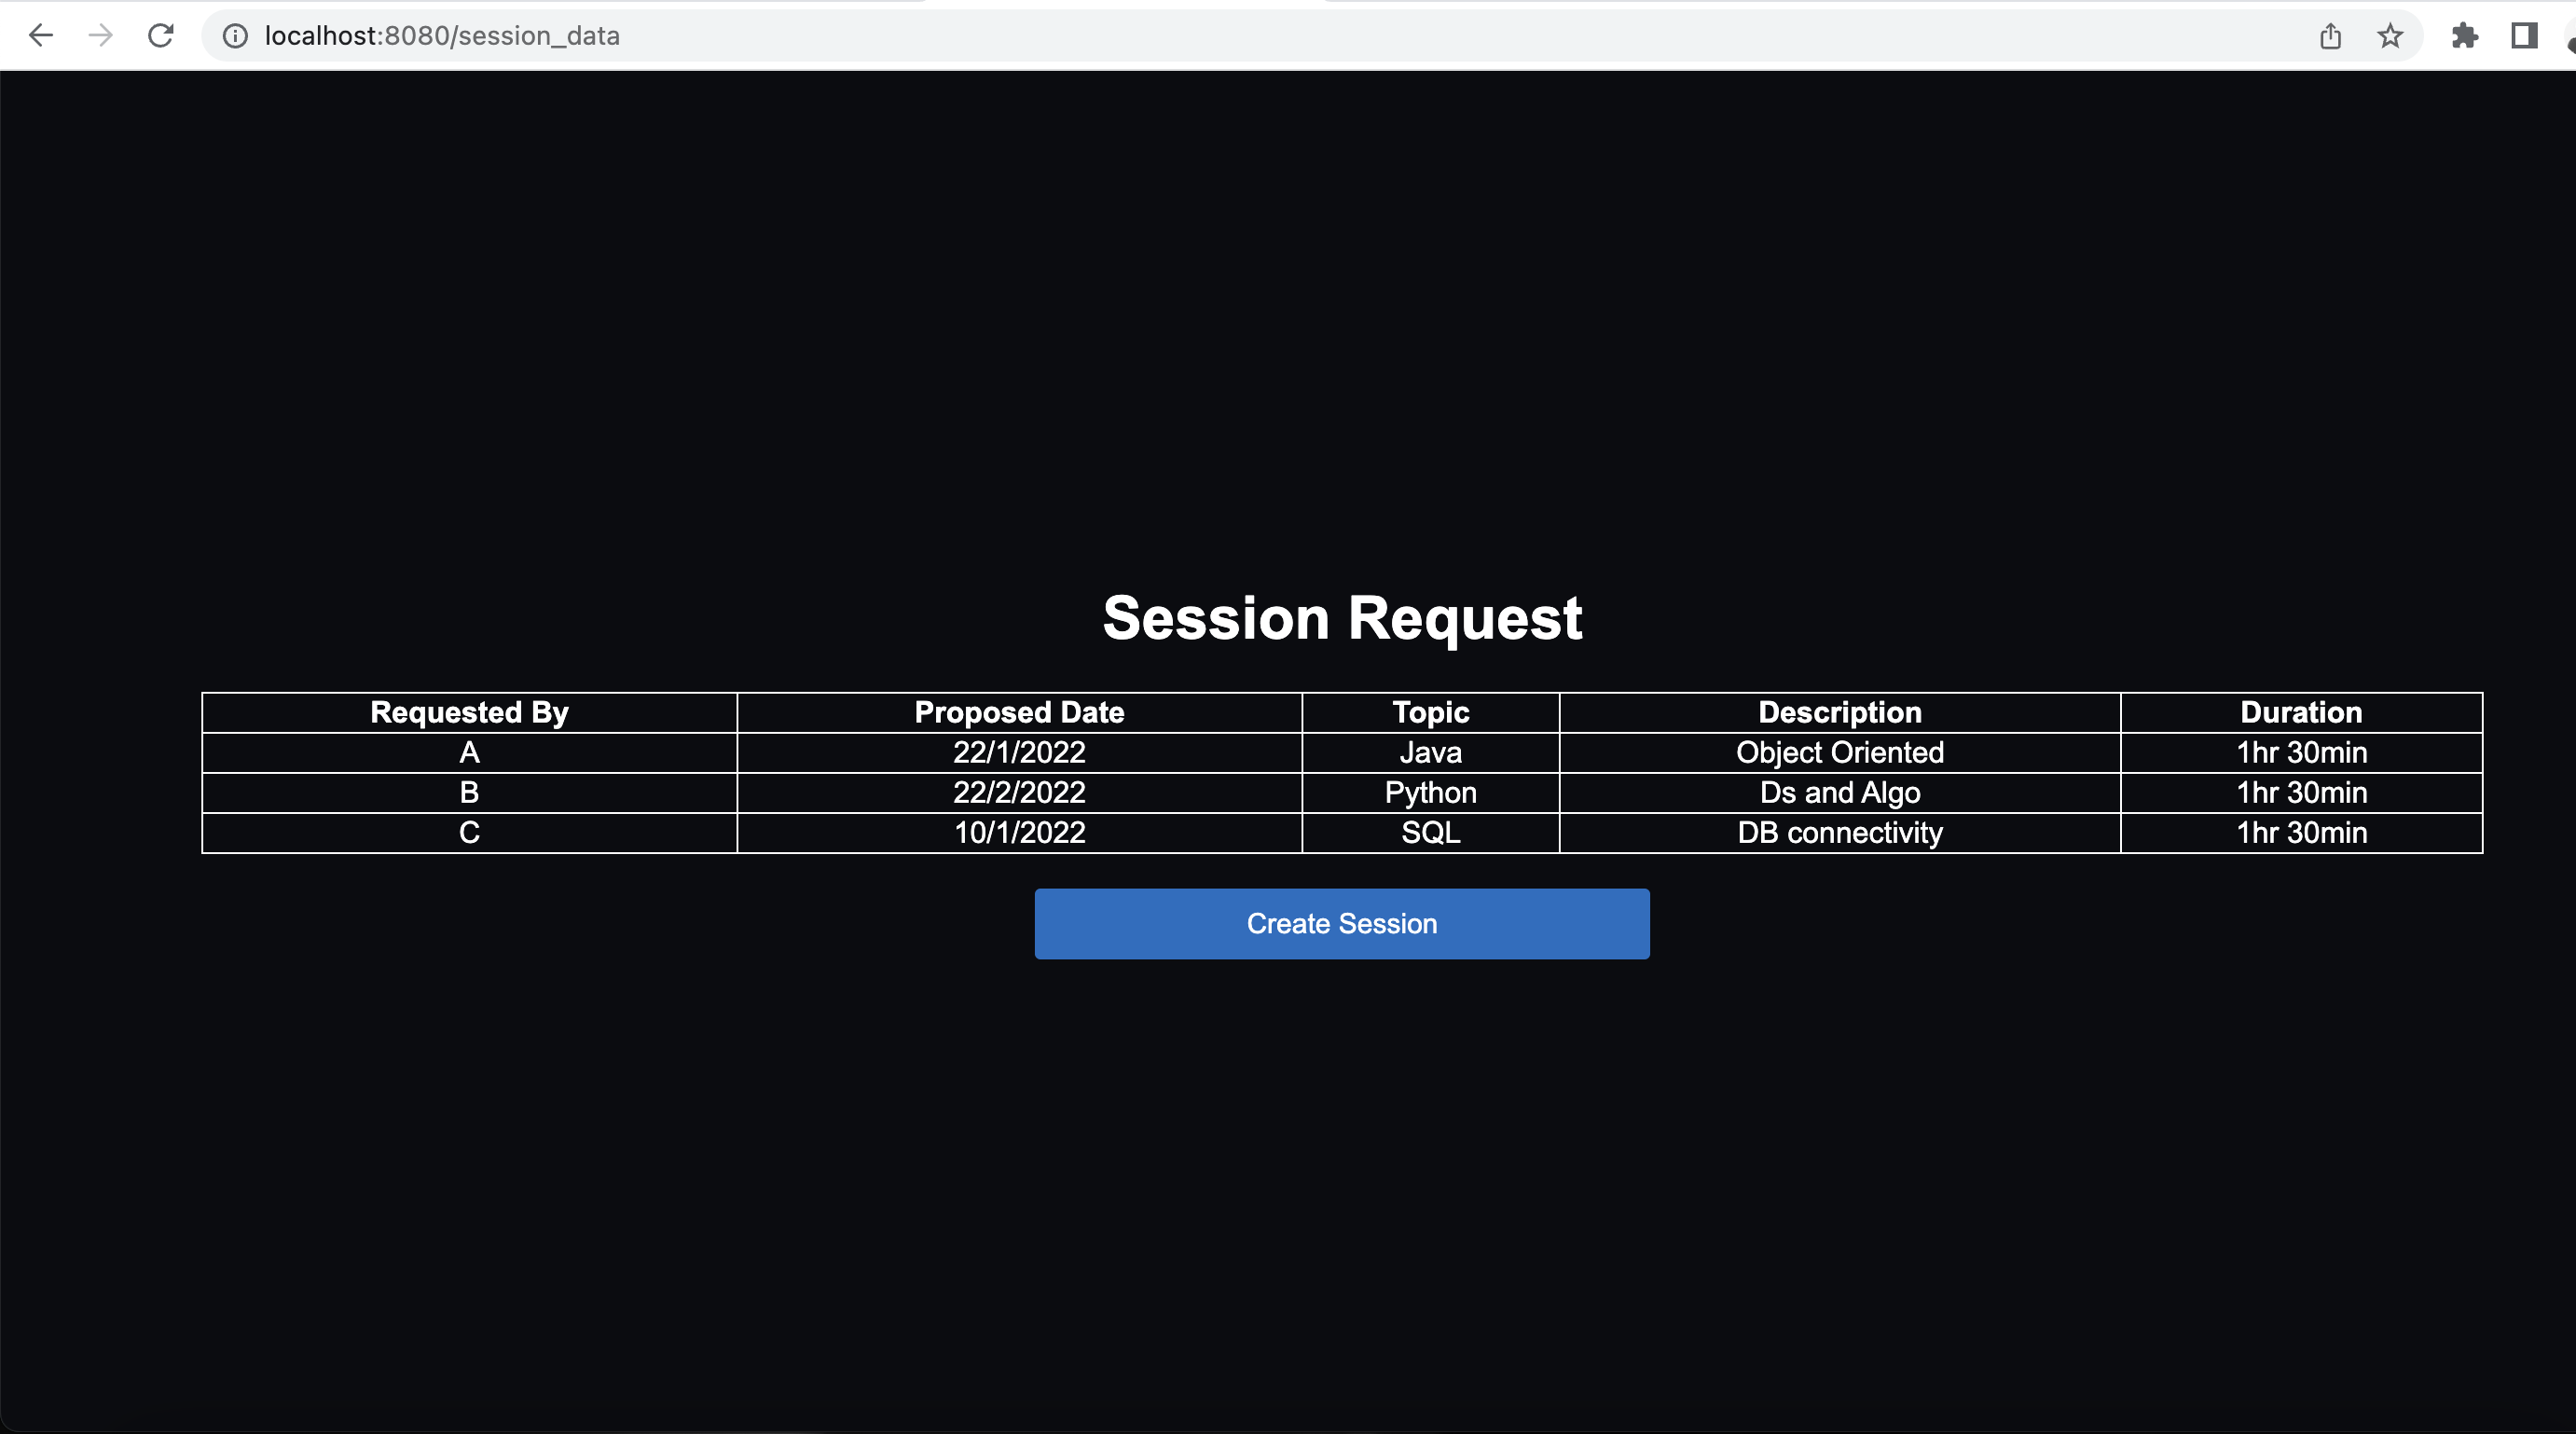 localhost:8080/session_data
Session Request
Requested By Proposed Date Topic Description Duration
A 22/1/2022 Java Object Oriented 1hr 30min
B 22/2/2022 Python Ds and Algo 1hr 30min
C 10/1/2022 SQL DB connectivity 1hr 30min
Create Session